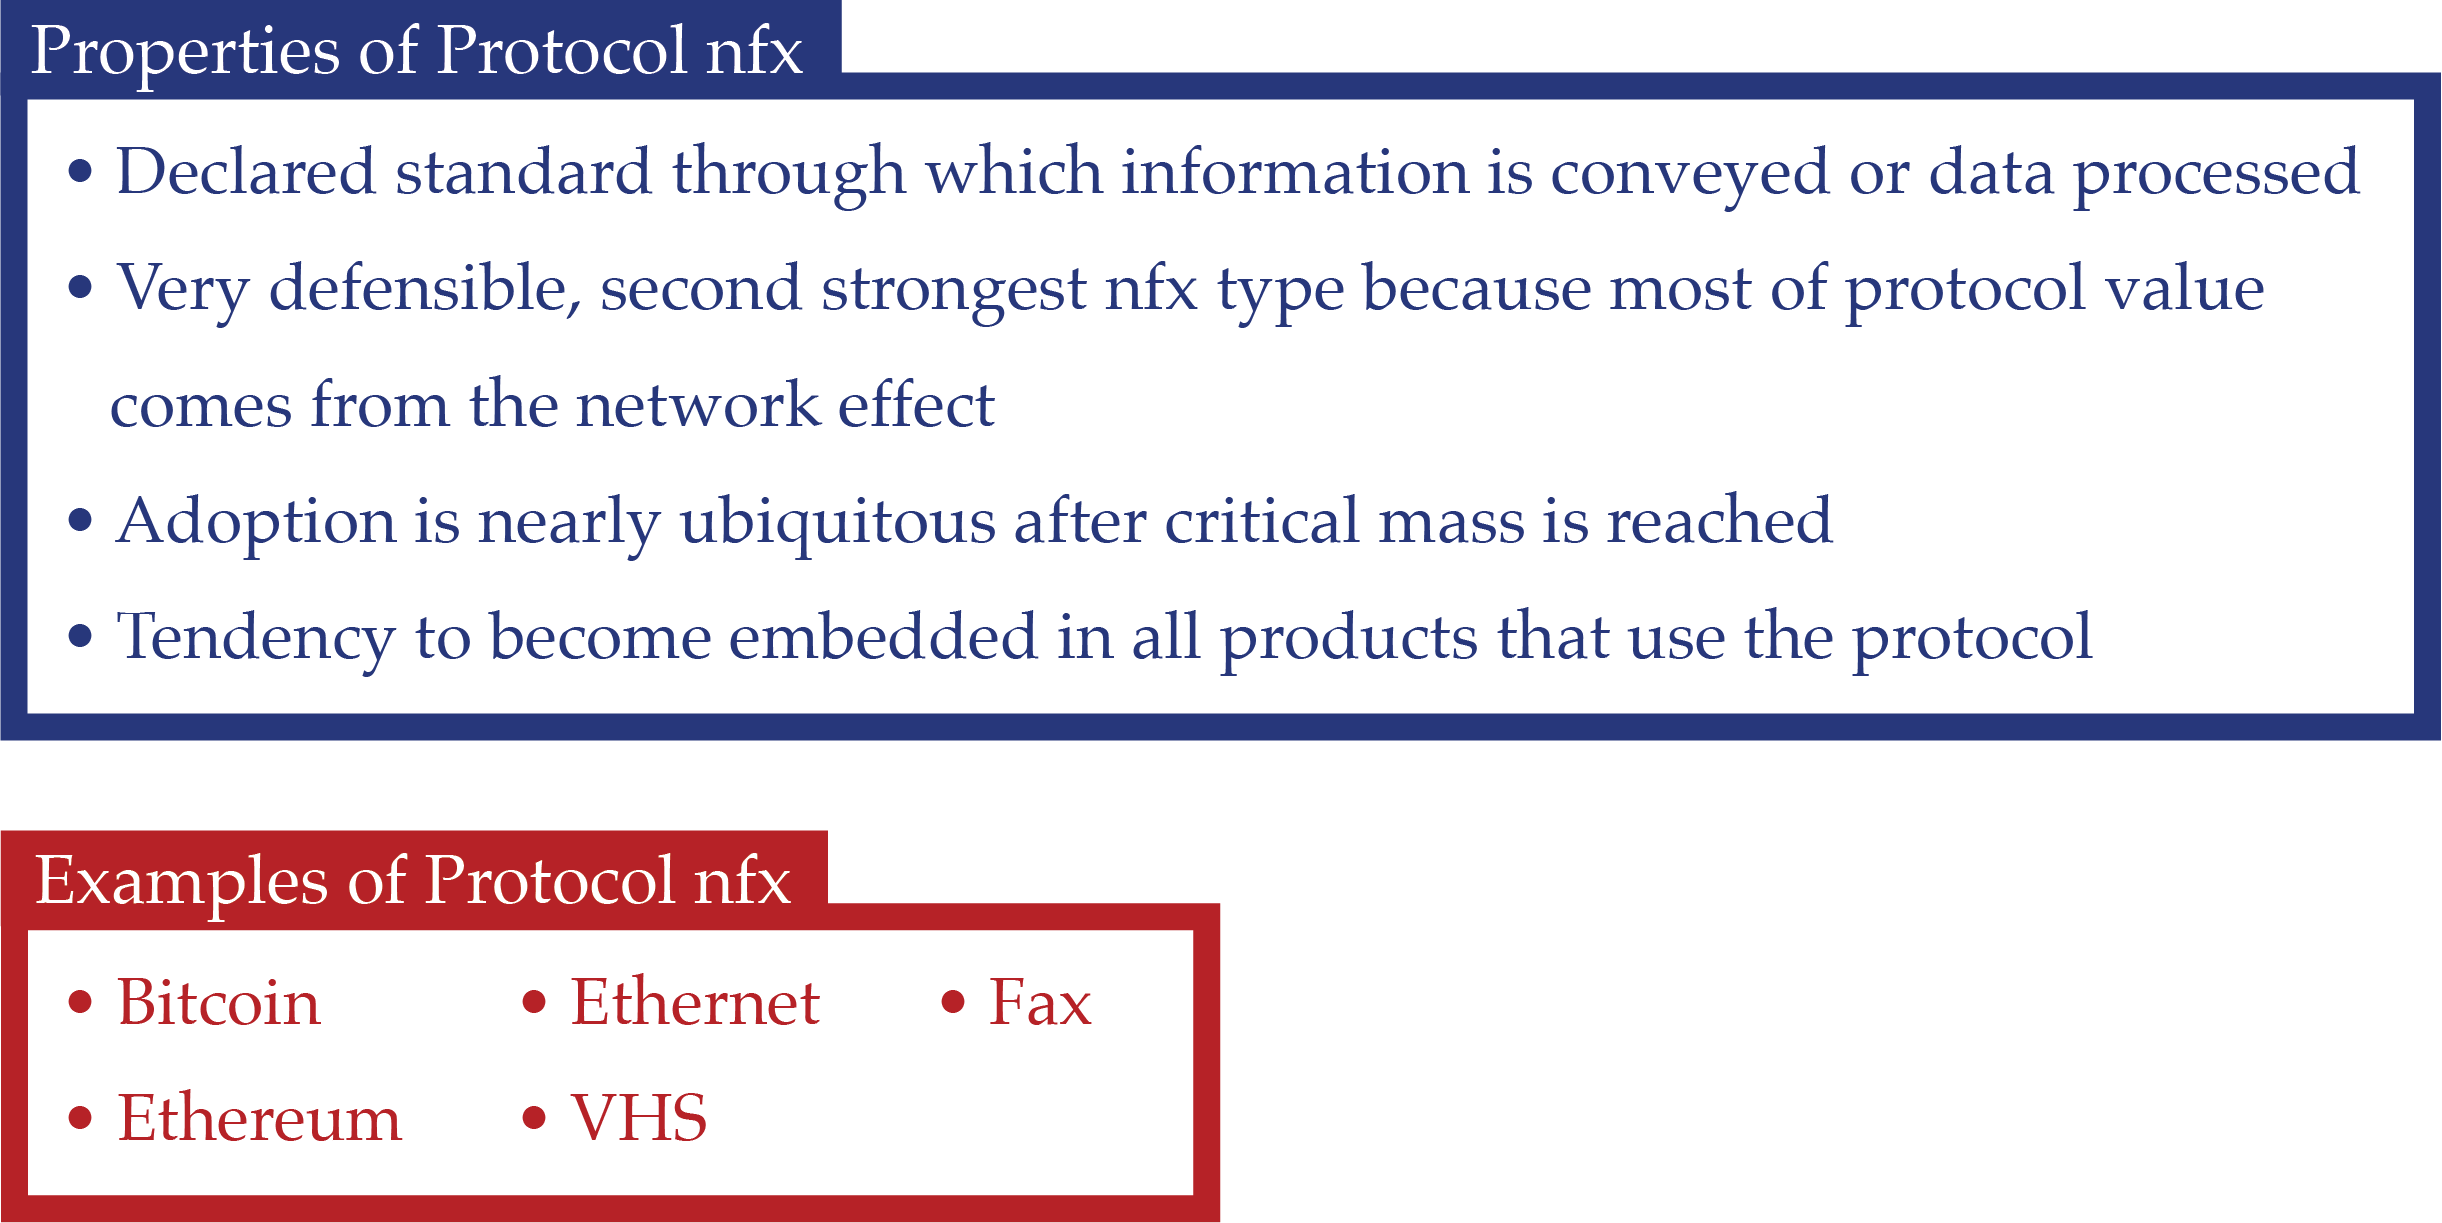 Properties of Protocol nfx
• Declared standard through which information is conveyed or data processed
• Very defensible, second strongest nfx type because most of protocol value
comes from the network effect
• Adoption is nearly ubiquitous after critical mass is reached
• Tendency to become embedded in all products that use the protocol
Examples of Protocol nfx
• Bitcoin • Ethernet • Fax
• Ethereum • VHS